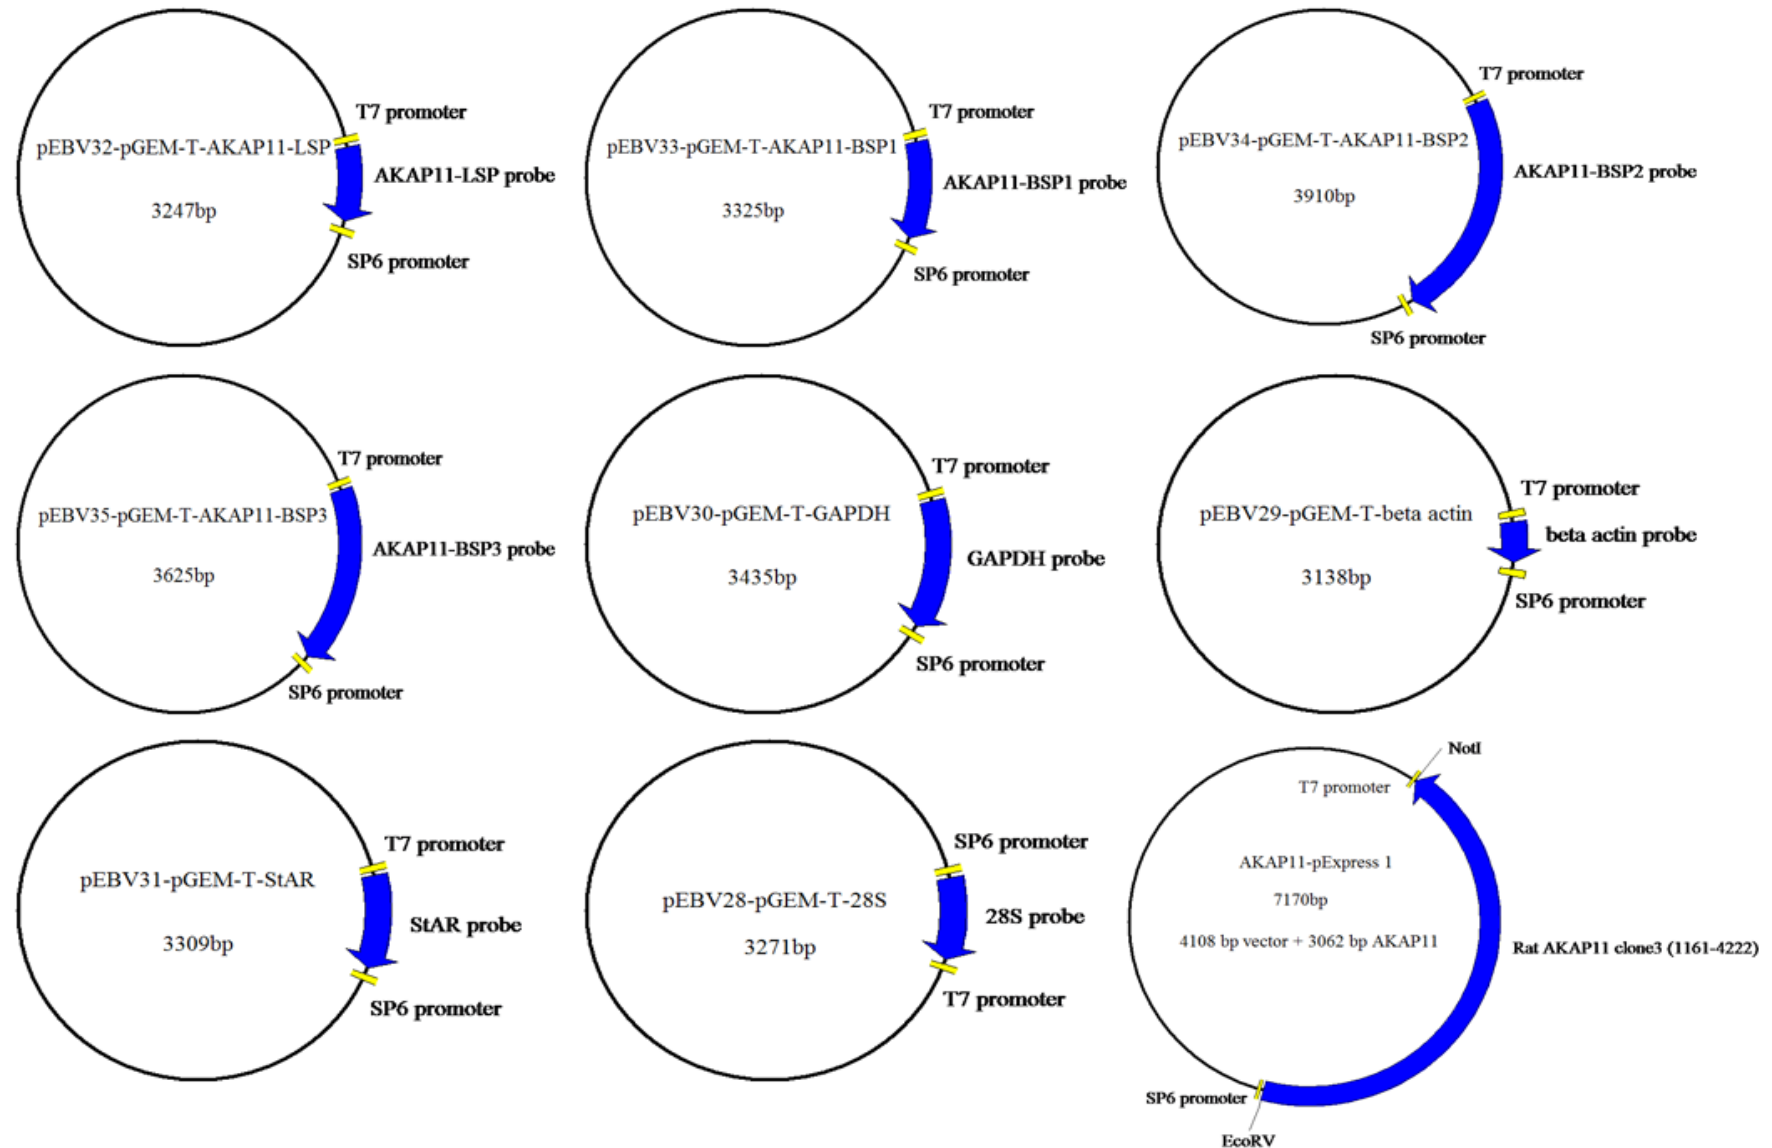 T7 promoter
pEBV32-pGEM-T-AKAP11-LSP
AKAP11-LSP probe
3247bp
SP6 promoter
T7 promoter
pEBV33-pGEM-T-AKAP11-BSP1
AKAP11-BSP1 probe
3325bp
SP6 promoter
T7 promoter
pEBV34-pGEM-T-AKAP11-BSP2
AKAP11-BSP2 probe
3910bp
SP6 promoter
T7 promoter
pEBV35-pGEM-T-AKAP11-BSP3
AKAP11-BSP3 probe
3625bp
SP6 promoter
T7 promoter
pEBV30-pGEM-T-GAPDH
GAPDH probe
3435bp
SP6 promoter
T7 promoter
pEBV29-pGEM-T-beta actin
beta actin probe
3138bp
SP6 promoter
T7 promoter
pEBV31-pGEM-T-StAR
StAR probe
3309bp
SP6 promoter
SP6 promoter
pEBV28-pGEM-T-28S
28S probe
3271bp
T7 promoter
NotI
T7 promoter
AKAP11-pExpress 1
7170bp
4108 bp vector + 3062 bp AKAP11
Rat AKAP11 clone3 (1161-4222)
SP6 promoter
EcoRV